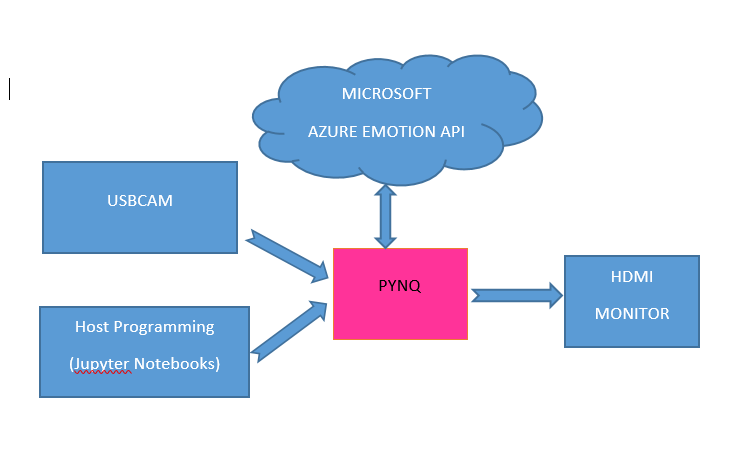 MICROSOFT
AZURE EMOTION API
USBCAM
PYNQ
HDMI
MONITOR
Host Programming
(Jupyter Notebooks)